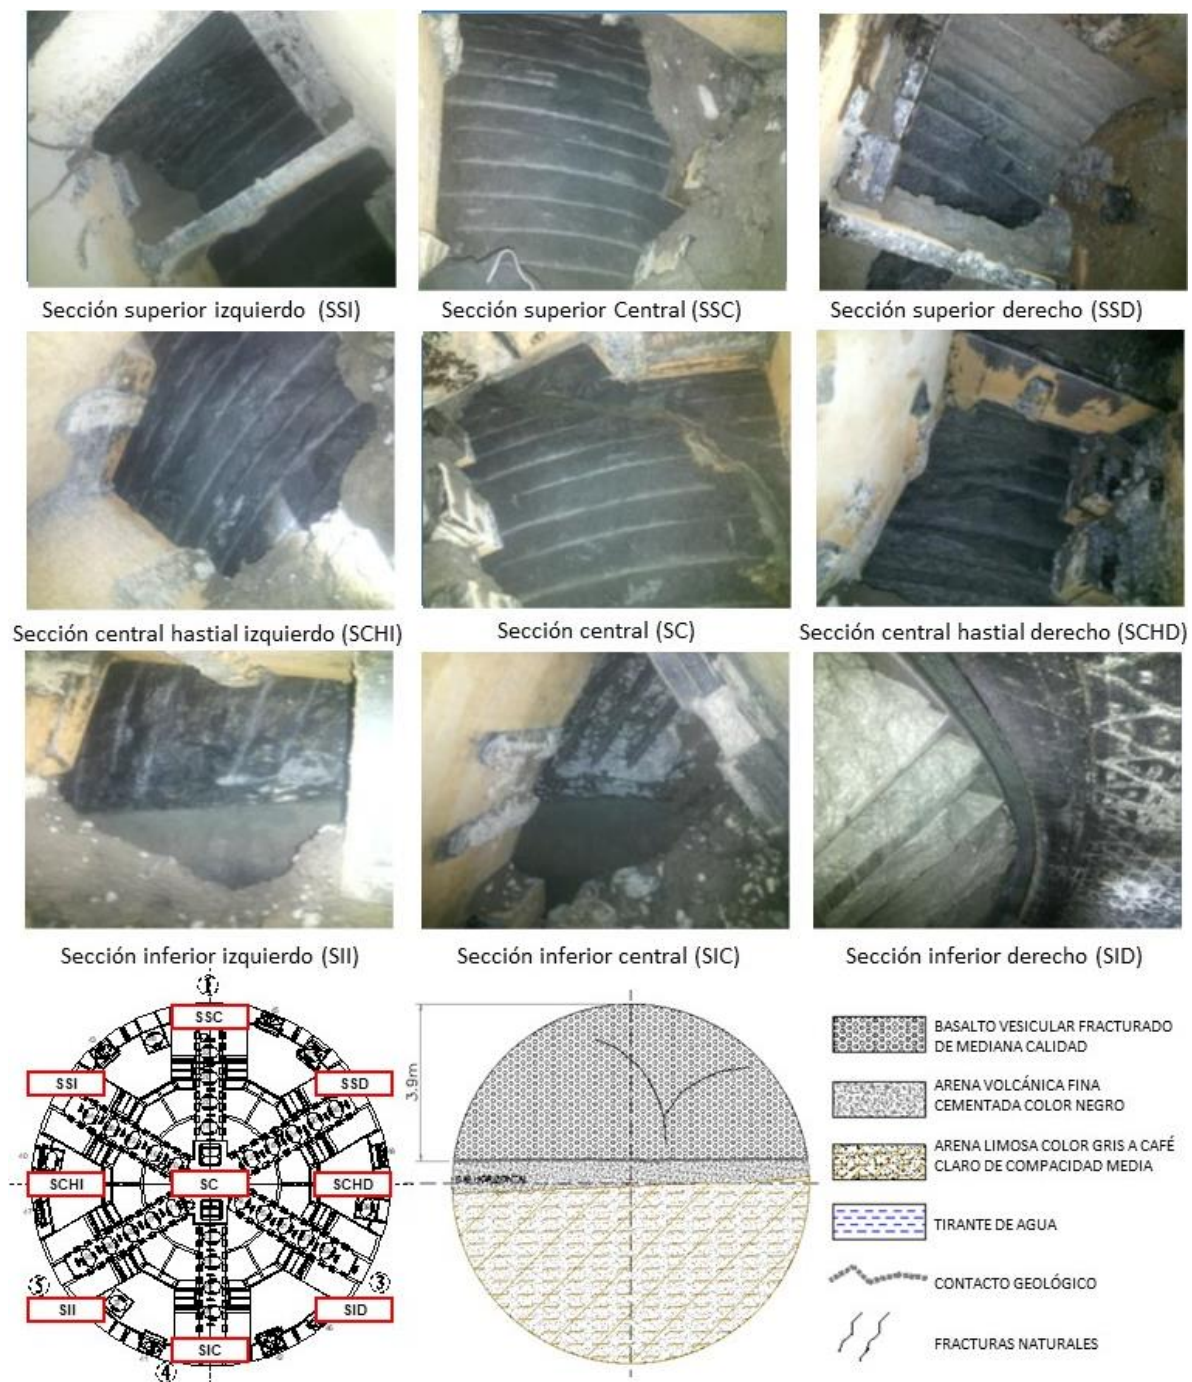 Sección superior izquierdo (SSI)
Sección superior Central (SSC)
Sección superior derecho (SSD)
Sección central hastial izquierdo (SCHI)
Sección central (SC)
Sección central hastial derecho (SCHD)
Sección inferior izquierdo (SII)
Sección inferior central (SIC)
Sección inferior derecho (SID)
1
SSC
SSI
SSD
SCHI
SC
SCHD
5
3
SII
SID
SIC
4
3.9m
BASALTO VESICULAR FRACTURADO
DE MEDIANA CALIDAD
ARENA VOLCÁNICA FINA
CEMENTADA COLOR NEGRO
ARENA LIMOSA COLOR GRIS A CAFÉ
CLARO DE COMPACIDAD MEDIA
TIRANTE DE AGUA
CONTACTO GEOLÓGICO
FRACTURAS NATURALES